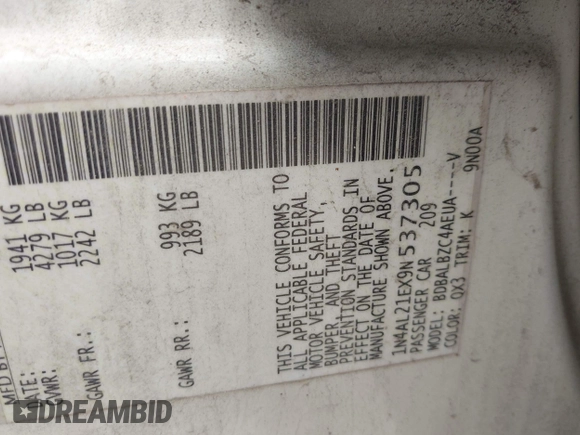 MFD BY
DATE:
GVWR: 1941 KG
4279 LB
GAWR FR.: 1017 KG
2242 LB
GAWR RR.: 993 KG
2189 LB
THIS VEHICLE CONFORMS TO
ALL APPLICABLE FEDERAL
MOTOR VEHICLE SAFETY,
BUMPER, AND THEFT
PREVENTION STANDARDS IN
EFFECT ON THE DATE OF
MANUFACTURE SHOWN ABOVE.
1N4AL21EX9N537305
PASSENGER CAR 209
MODEL: BDBALBZC4AEUA----V
COLOR: QX3 TRIM: K 9N00A
DREAMBID